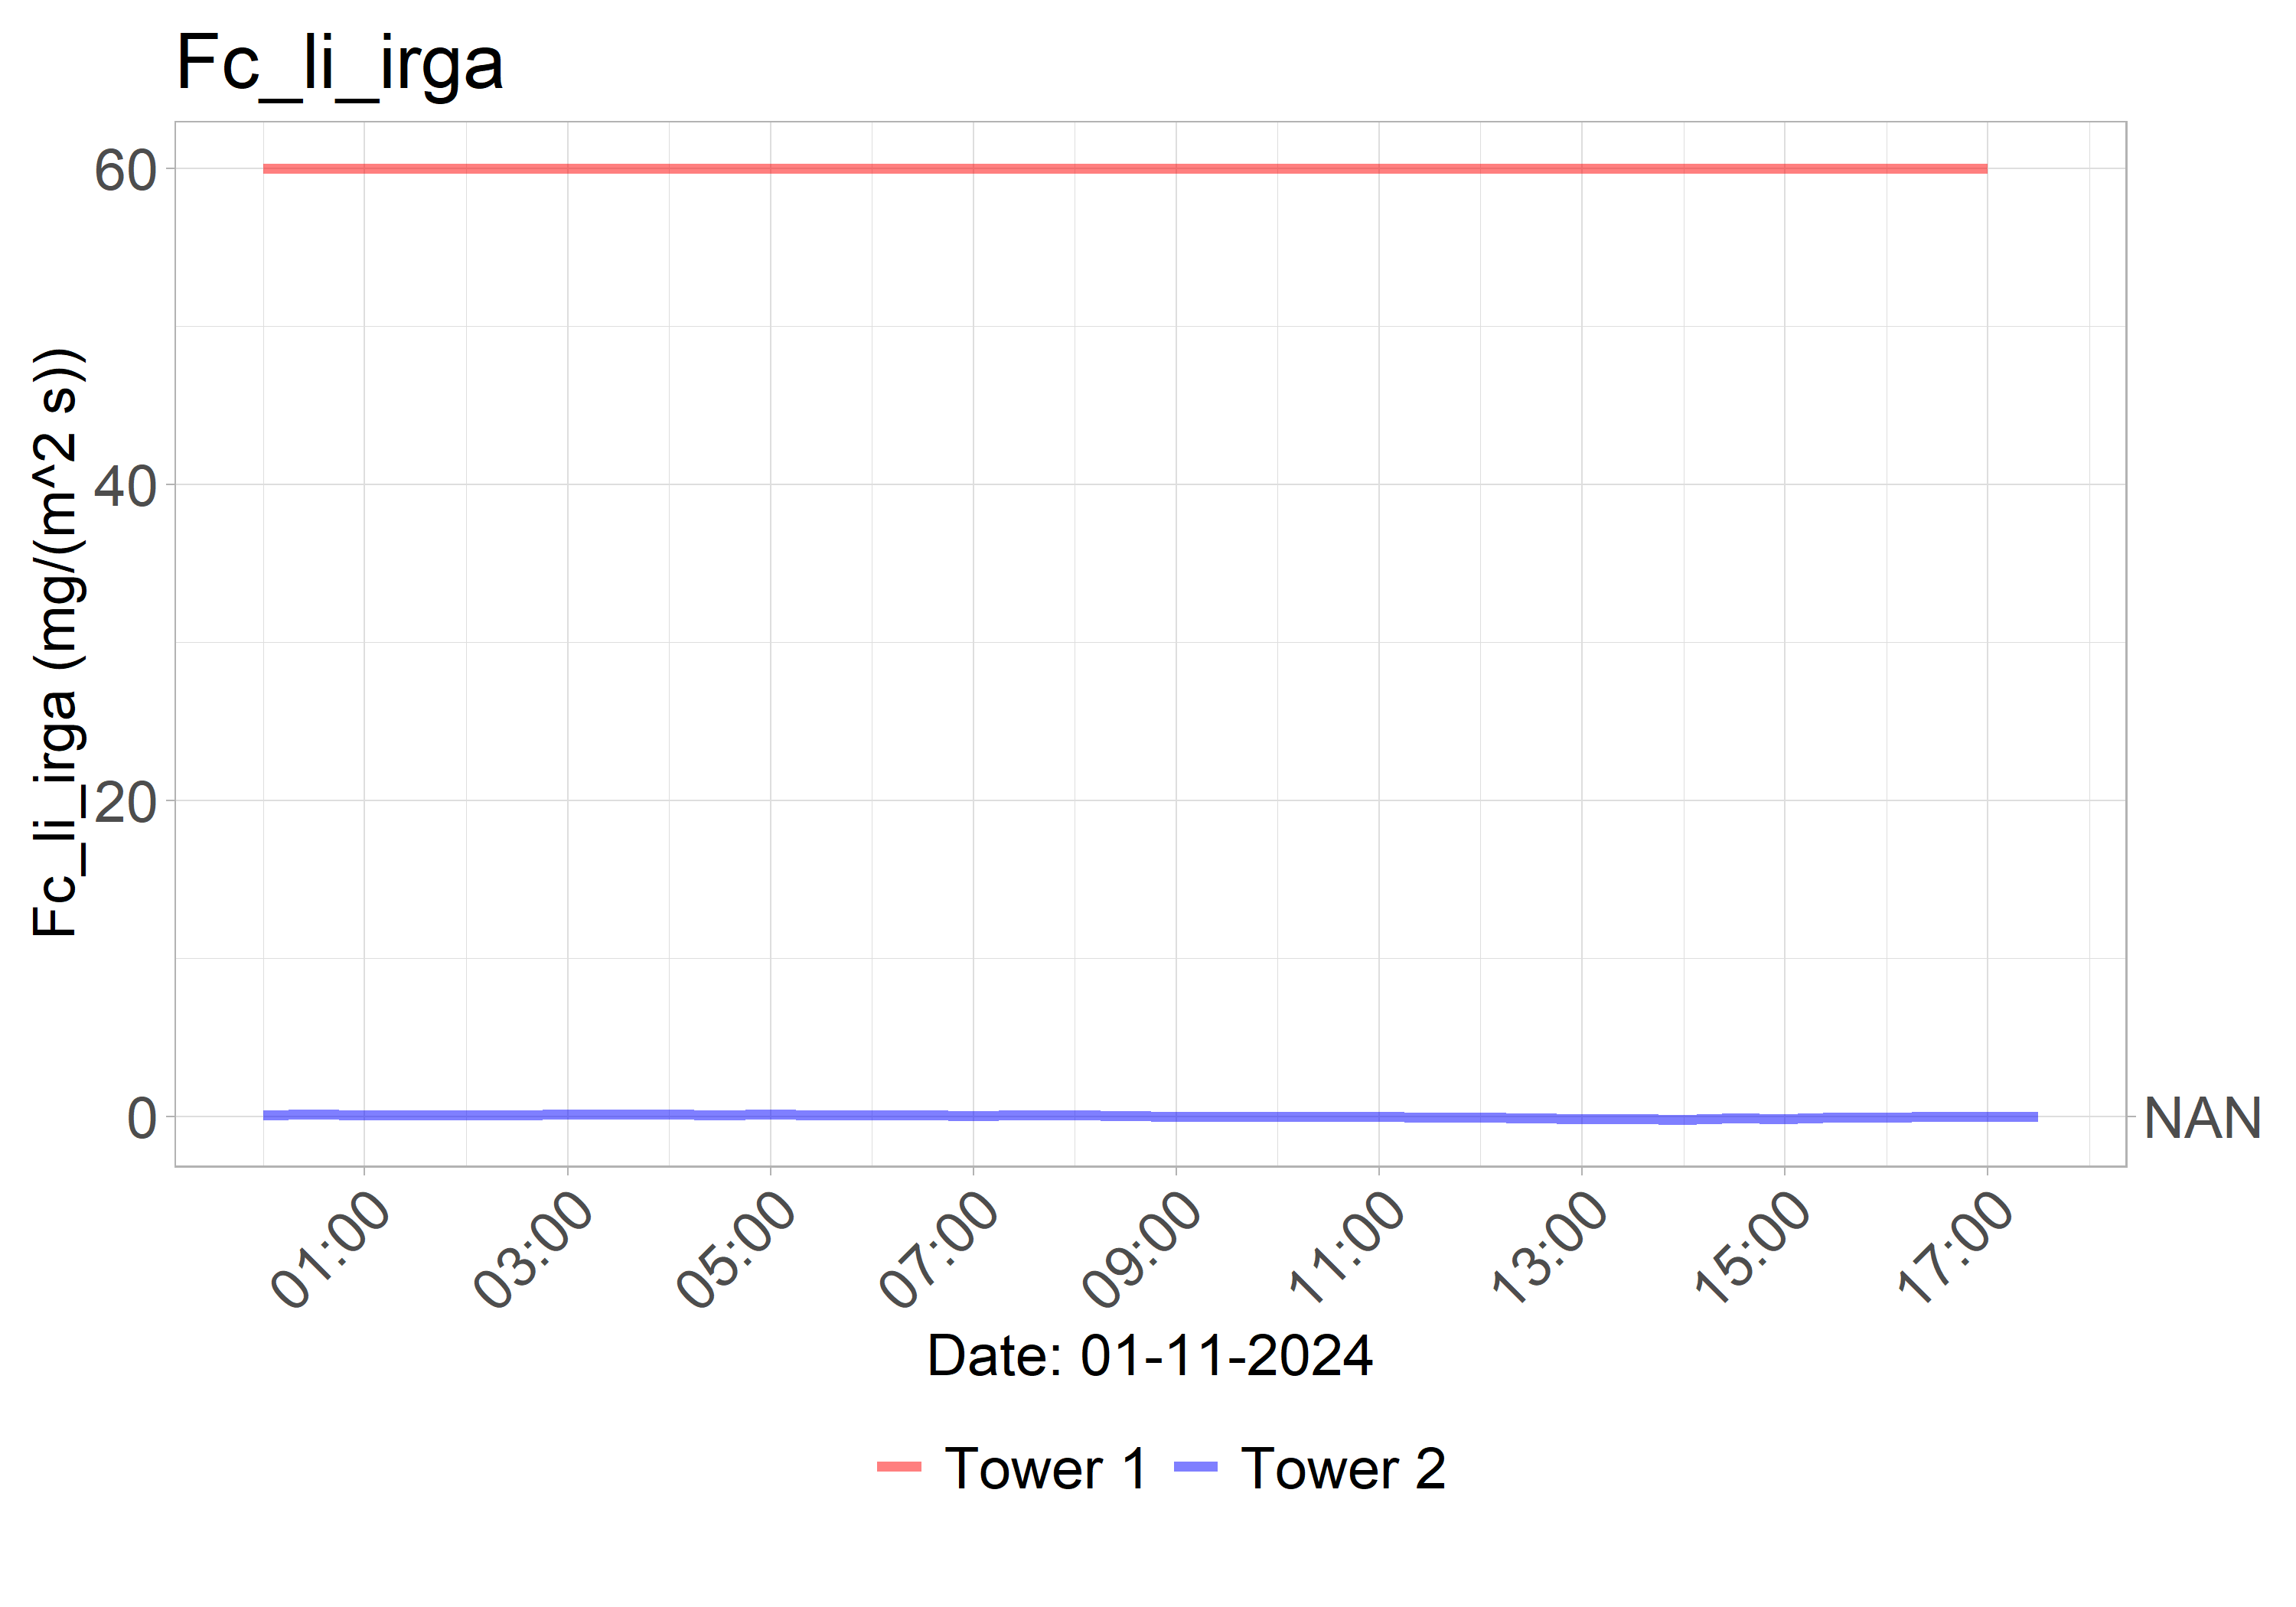 Fc_li_irga
Fc_li_irga (mg/(m^2 s))
60
40
20
0
NAN
01:00
03:00
05:00
07:00
09:00
11:00
13:00
15:00
17:00
Date: 01-11-2024
Tower 1
Tower 2